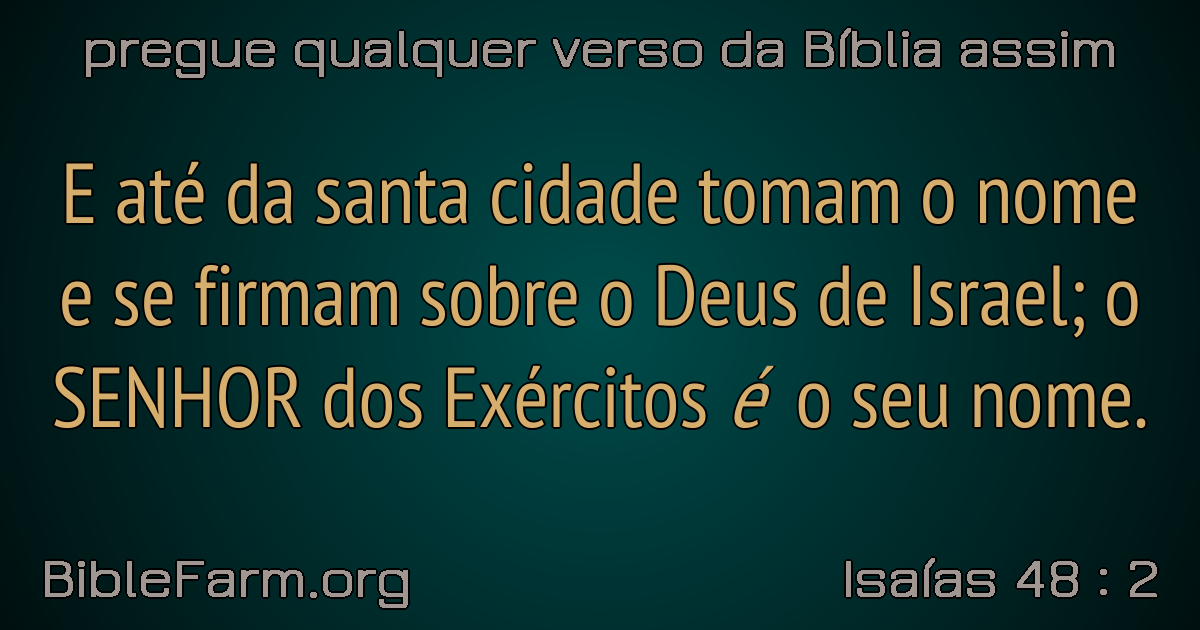 pregue qualquer verso da Bíblia assim
E até da santa cidade tomam o nome
e se firmam sobre o Deus de Israel; o
SENHOR dos Exércitos é o seu nome.
BibleFarm.org
Isaías 48 : 2